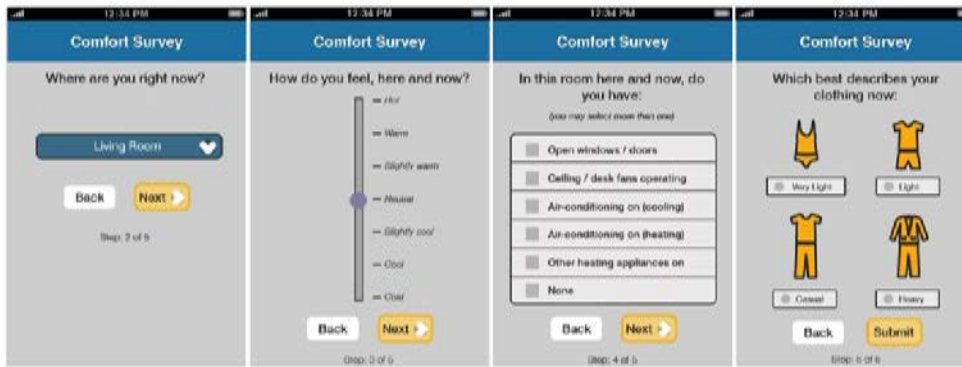 12:34 PM
Comfort Survey
Where are you right now?
Living Room
Back
Next
Step: 2 of 5
12:34 PM
Comfort Survey
How do you feel, here and now?
Hot
Warm
Slightly warm
Neutral
Slightly cool
Cool
Cold
Back
Next
Step: 3 of 5
12:34 PM
Comfort Survey
In this room here and now, do
you have:
(you may select more than one)
Open windows / doors
Ceiling / desk fans operating
Air-conditioning on (cooling)
Air-conditioning on (heating)
Other heating appliances on
None
Back
Next
Step: 4 of 5
12:34 PM
Comfort Survey
Which best describes your
clothing now:
Very Light
Light
Casual
Heavy
Back
Submit
Step: 5 of 5